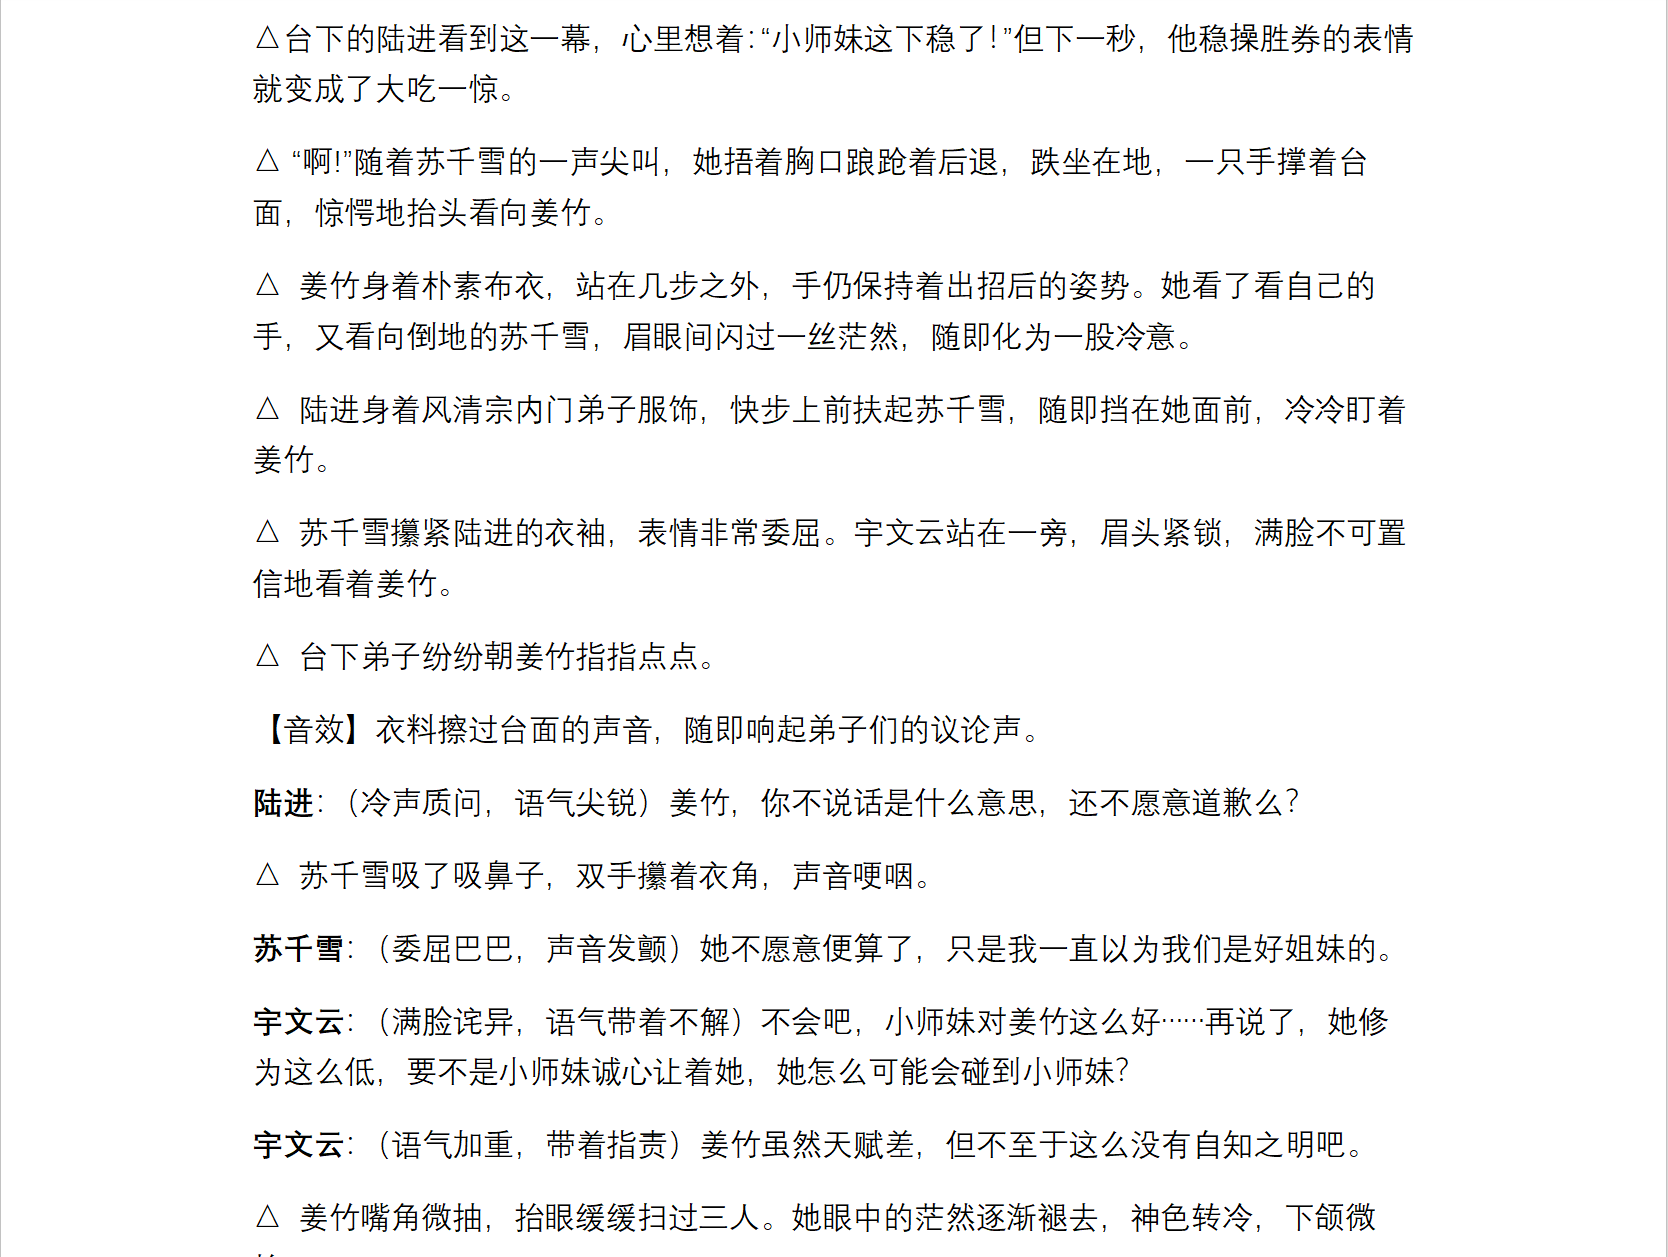 △台下的陆进看到这一幕，心里想着：“小师妹这下稳了！”但下一秒，他稳操胜券的表情
就变成了大吃一惊。
△ “啊!”随着苏千雪的一声尖叫，她捂着胸口踉跄着后退，跌坐在地，一只手撑着台
面，惊愕地抬头看向姜竹。
△ 姜竹身着朴素布衣，站在几步之外，手仍保持着出招后的姿势。她看了看自己的
手，又看向倒地的苏千雪，眉眼间闪过一丝茫然，随即化为一股冷意。
△ 陆进身着风清宗内门弟子服饰，快步上前扶起苏千雪，随即挡在她面前，冷冷盯着
姜竹。
△ 苏千雪攥紧陆进的衣袖，表情非常委屈。宇文云站在一旁，眉头紧锁，满脸不可置
信地看着姜竹。
△ 台下弟子纷纷朝姜竹指指点点。
【音效】衣料擦过台面的声音，随即响起弟子们的议论声。
陆进：（冷声质问，语气尖锐）姜竹，你不说话是什么意思，还不愿意道歉么？
△ 苏千雪吸了吸鼻子，双手攥着衣角，声音哽咽。
苏千雪：（委屈巴巴，声音发颤）她不愿意便算了，只是我一直以为我们是好姐妹的。
宇文云：（满脸诧异，语气带着不解）不会吧，小师妹对姜竹这么好……再说了，她修
为这么低，要不是小师妹诚心让着她，她怎么可能会碰到小师妹？
宇文云：（语气加重，带着指责）姜竹虽然天赋差，但不至于这么没有自知之明吧。
△ 姜竹嘴角微抽，抬眼缓缓扫过三人。她眼中的茫然逐渐褪去，神色转冷，下颌微